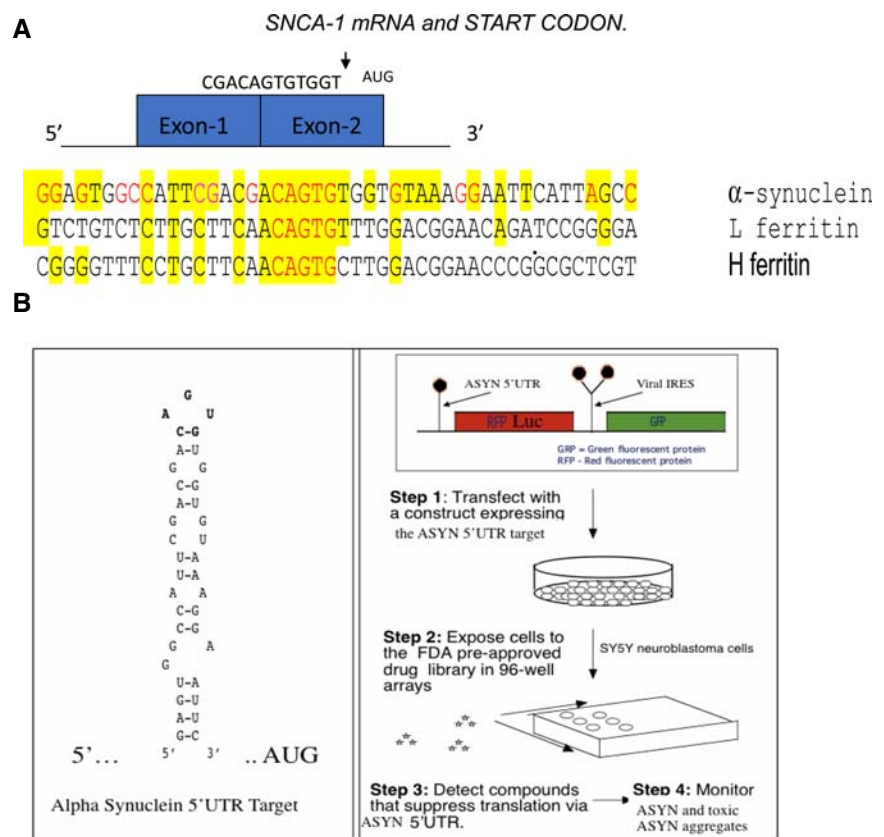 A
SNCA-1 mRNA and START CODON.
CGACAGTGTGGT AUG
5’ Exon-1 Exon-2 3’
GGAGTGGCCATTCGACGACAGTGTGGTGTAAAGGAATTCATTAGCC α-synuclein
GTCTGTCTCTTGCTTCAACAGTGTTTGGACGGAACAGATCCGGGGA L ferritin
CGGGGTTTCCTGCTTCAACAGTGCTTGGACGGAACCCGGCGCTCGT H ferritin
B
G
A U
C-G
A-U
G G
C-G
A U
G G
C U
U-A
U-A
A A
C-G
C-G
G A
G
U-A
G-U
A-U
G-C
5’... 5' 3' .. AUG
Alpha Synuclein 5’UTR Target
ASYN 5’UTR Viral IRES
RFP Luc GFP
GRP = Green fluorescent protein
RFP - Red fluorescent protein
Step 1: Transfect with
a construct expressing
the ASYN 5’UTR target
Step 2: Expose cells to
the FDA pre-approved
drug library in 96-well
arrays
SY5Y neuroblastoma cells
Step 3: Detect compounds
that suppress translation via
ASYN 5’UTR.
Step 4: Monitor
ASYN and toxic
ASYN aggregates